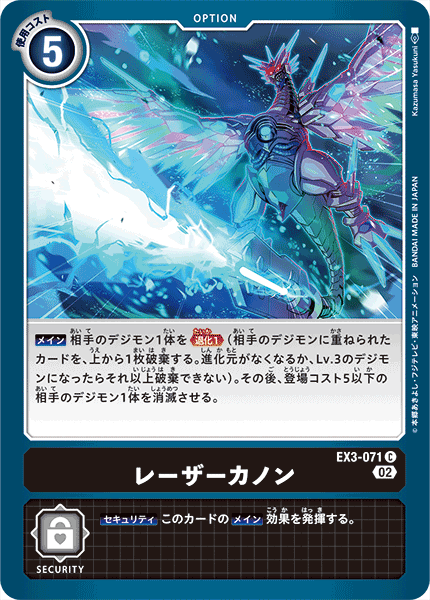 使用コスト
5
OPTION
Kazumasa Yasukuni
メイン 相手のデジモン1体を 退化1 (相手のデジモンに重ねられた
カードを、上から1枚破棄する。進化元がなくなるか、Lv.3のデジモ
ンになったらそれ以上破棄できない)。その後、登場コスト5以下の
相手のデジモン1体を消滅させる。
©本郷あきよし・フジテレビ・東映アニメーション BANDAI MADE IN JAPAN
EX3-071 C
レーザーカノン
02
セキュリティ このカードの メイン 効果を発揮する。
SECURITY